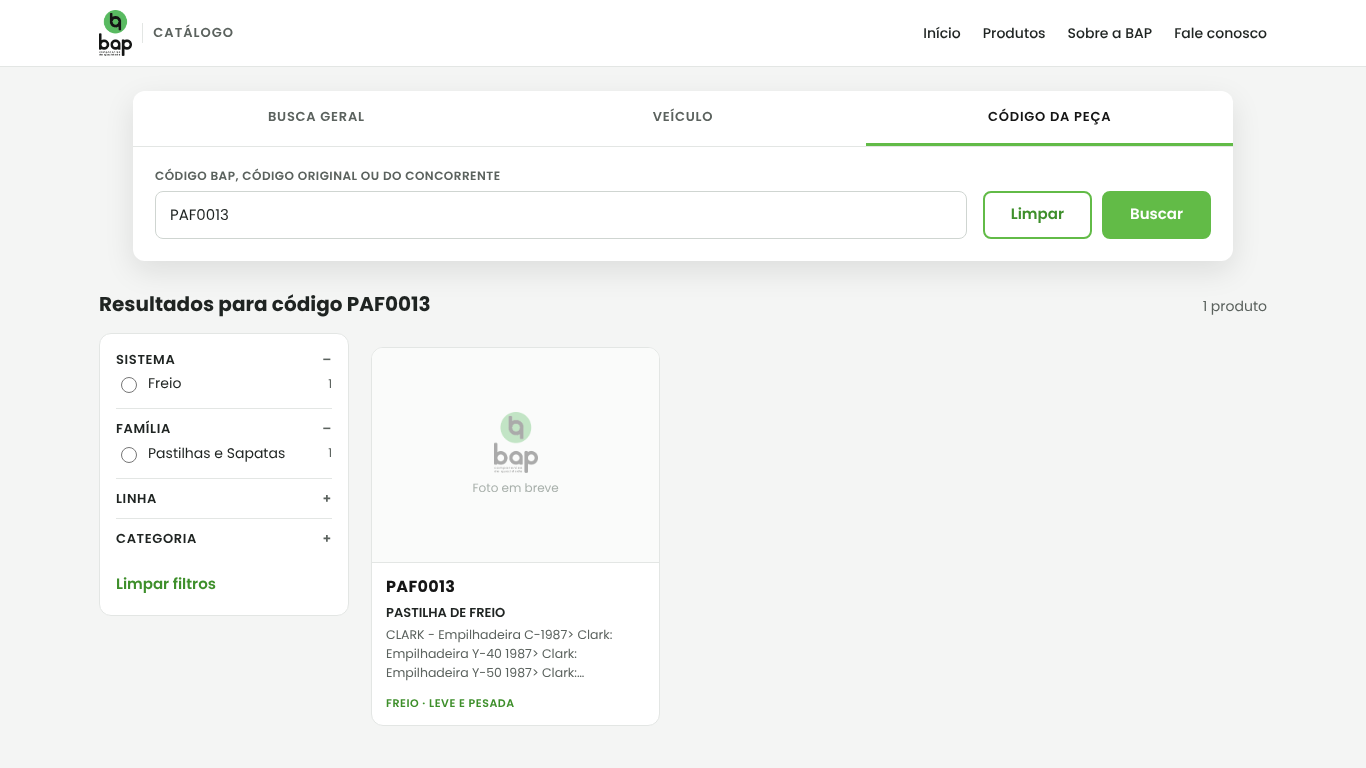 bap
CATÁLOGO
Início
Produtos
Sobre a BAP
Fale conosco
BUSCA GERAL
VEÍCULO
CÓDIGO DA PEÇA
CÓDIGO BAP, CÓDIGO ORIGINAL OU DO CONCORRENTE
PAF0013
Limpar
Buscar
Resultados para código PAF0013
1 produto
SISTEMA −
Freio 1
FAMÍLIA −
Pastilhas e Sapatas 1
LINHA +
CATEGORIA +
Limpar filtros
bap
Foto em breve
PAF0013
PASTILHA DE FREIO
CLARK - Empilhadeira C-1987> Clark:
Empilhadeira Y-40 1987> Clark:
Empilhadeira Y-50 1987> Clark:...
FREIO · LEVE E PESADA